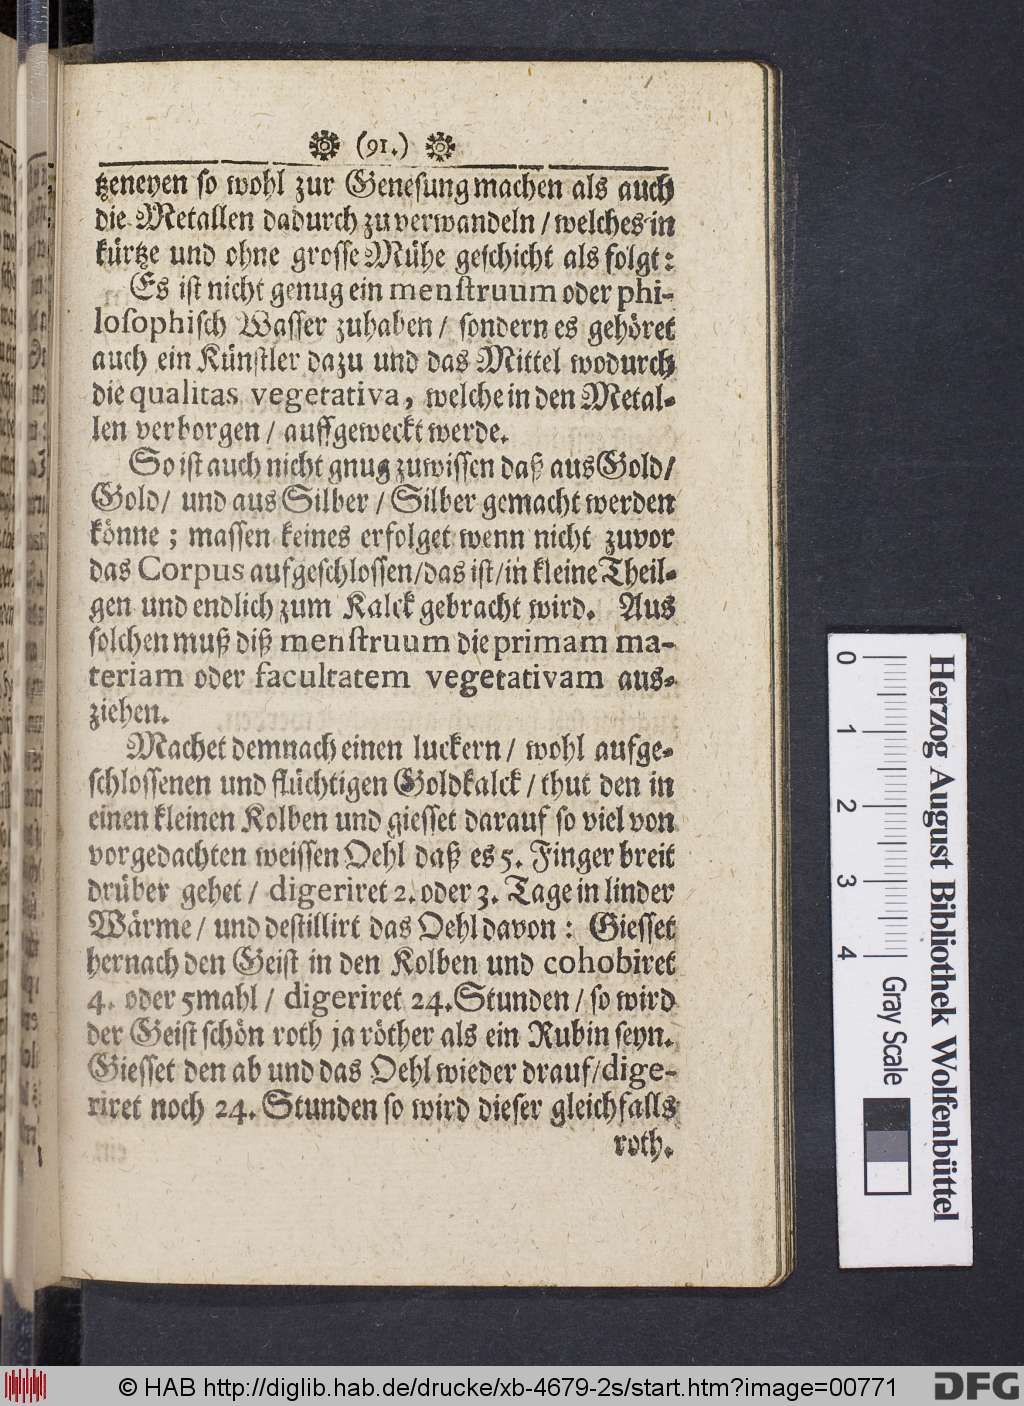 (91.)
tzeneyen so wohl zur Genesung machen als auch
die Metallen dadurch zu verwandeln / welches in
kürtze und ohne grosse Mühe geschicht als folgt:
Es ist nicht genug ein menstruum oder phi-
losophisch Wasser zuhaben / sondern es gehöret
auch ein Künstler dazu und das Mittel wodurch
die qualitas vegetativa, welche in den Metal-
len verborgen / auffgeweckt werde.
So ist auch nicht gnug zuwissen daß aus Gold /
Gold / und aus Silber / Silber gemacht werden
könne ; massen keines erfolget wenn nicht zuvor
das Corpus aufgeschlossen / das ist / in kleine Theil-
gen und endlich zum Kalck gebracht wird. Aus
solchen muß diß menstruum die primam ma-
teriam oder facultatem vegetativam aus-
ziehen.
Machet demnach einen luckern / wohl aufge-
schlossenen und flüchtigen Goldkalck / thut den in
einen kleinen Kolben und giesset darauf so viel von
vorgedachten weissen Oehl daß es 5. Finger breit
drüber gehet / digeriret 2. oder 3. Tage in linder
Wärme / und destillirt das Oehl davon : Giesset
hernach den Geist in den Kolben und cohobiret
4. oder 5mahl / digeriret 24. Stunden / so wird
der Geist schön roth ja röther als ein Rubin seyn.
Giesset den ab und das Oehl wieder drauf / dige-
riret noch 24. Stunden so wird dieser gleichfalls
roth.
Herzog August Bibliothek Wolfenbüttel
0 1 2 3 4
Gray Scale
© HAB http://diglib.hab.de/drucke/xb-4679-2s/start.htm?image=00771
DFG